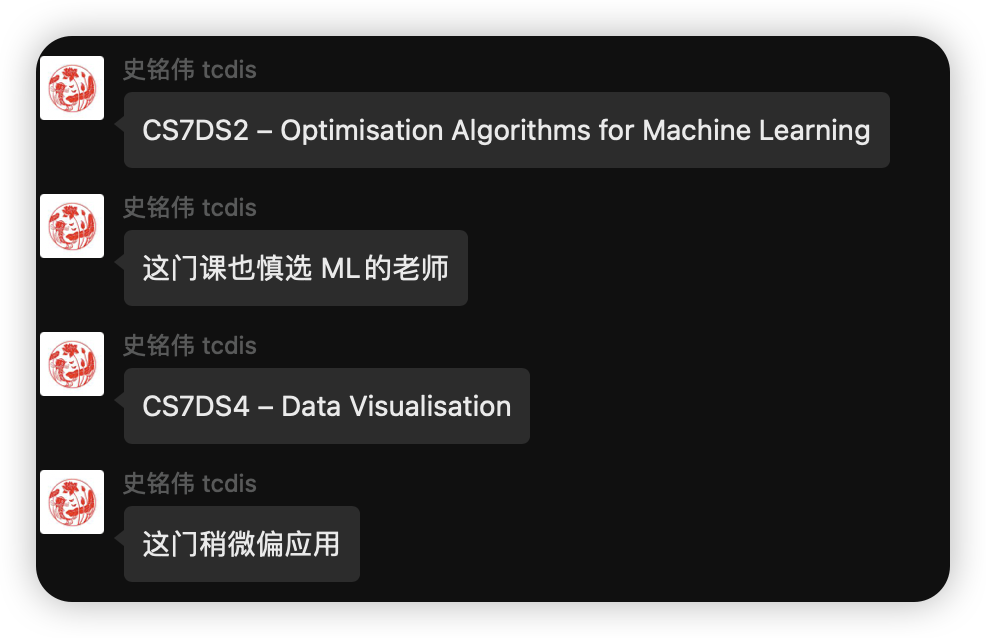 史铭伟 tcdis
CS7DS2 – Optimisation Algorithms for Machine Learning
史铭伟 tcdis
这门课也慎选 ML的老师
史铭伟 tcdis
CS7DS4 – Data Visualisation
史铭伟 tcdis
这门稍微偏应用